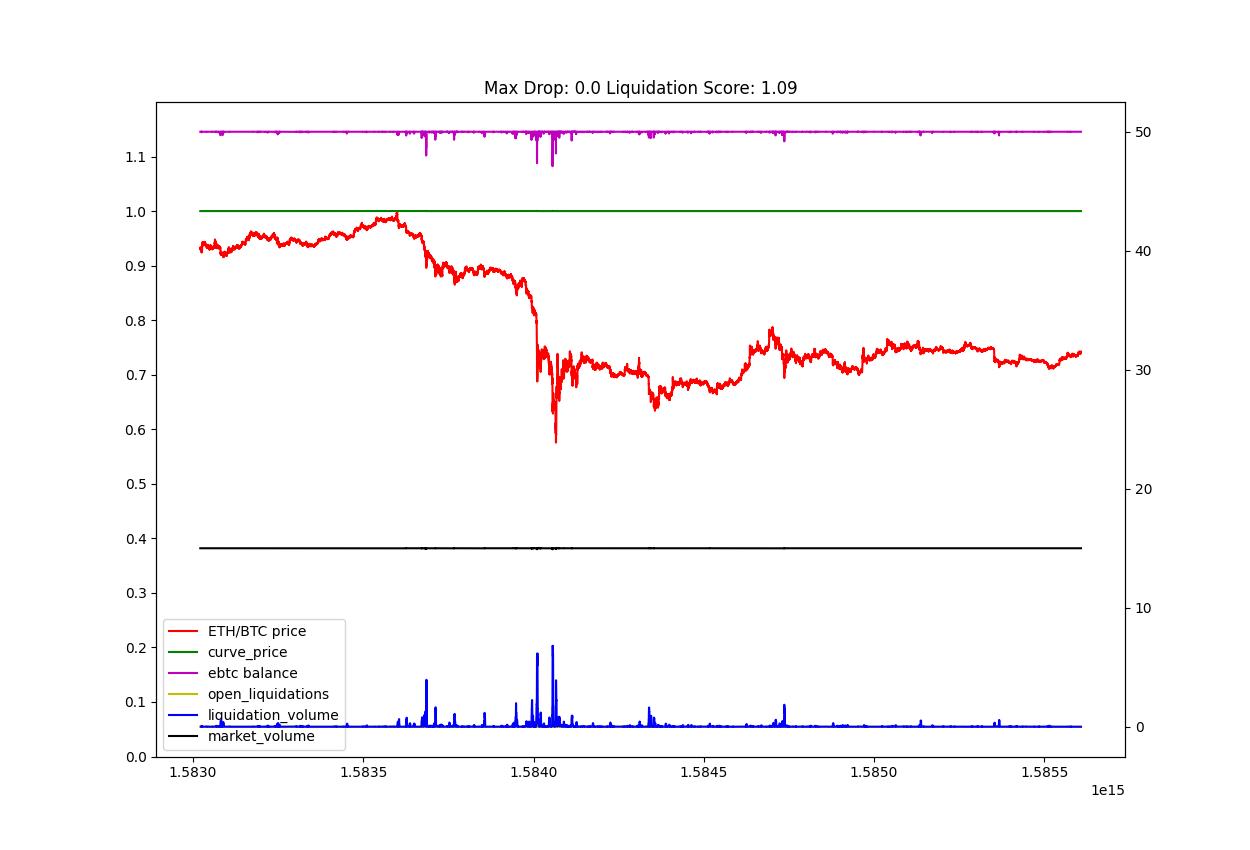 Max Drop: 0.0 Liquidation Score: 1.09
1.1
1.0
0.9
0.8
0.7
0.6
0.5
0.4
0.3
0.2
0.1
0.0
50
40
30
20
10
0
ETH/BTC price
curve_price
ebtc balance
open_liquidations
liquidation_volume
market_volume
1.5830 1.5835 1.5840 1.5845 1.5850 1.5855
1e15